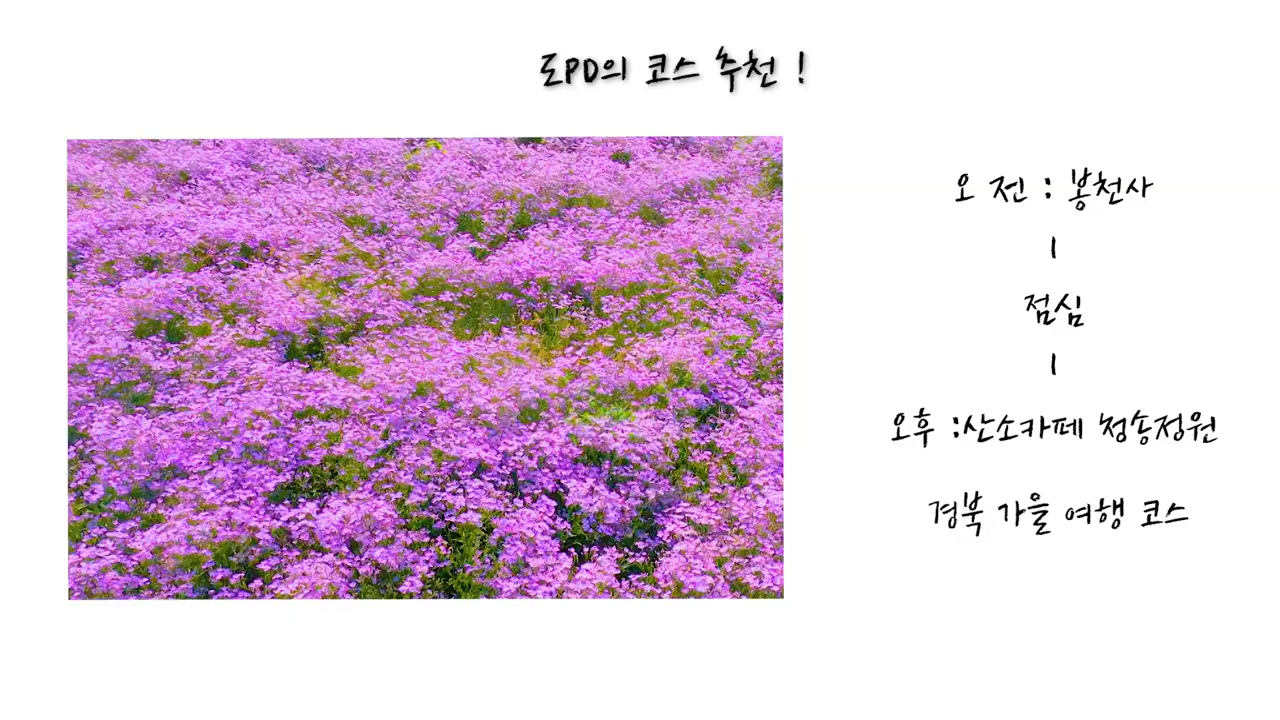 도PD의 코스 추천 !
오 전 : 봉천사
ㅣ
점심
ㅣ
오후 :산소카페 청송정원
경북 가을 여행 코스